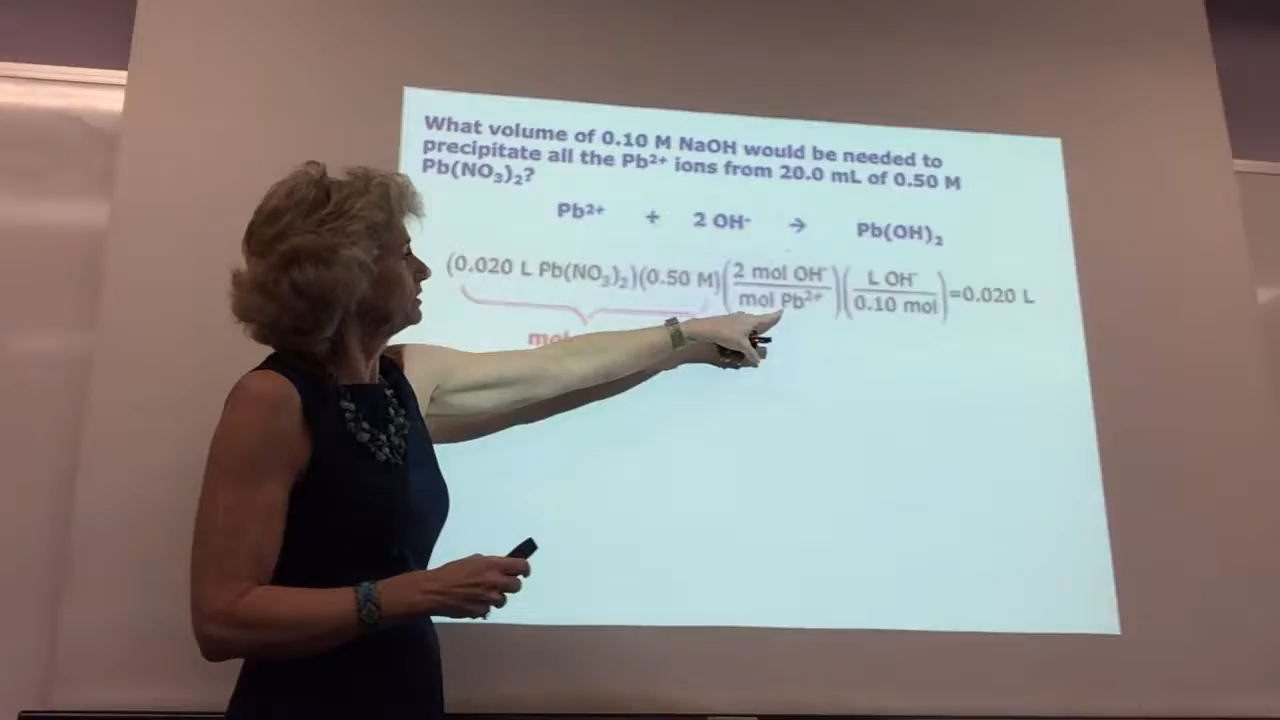 What volume of 0.10 M NaOH would be needed to
precipitate all the Pb²⁺ ions from 20.0 mL of 0.50 M
Pb(NO₃)₂?
Pb²⁺ + 2 OH⁻ → Pb(OH)₂
(0.020 L Pb(NO₃)₂)(0.50 M)(2 mol OH⁻/mol Pb²⁺)(L OH⁻/0.10 mol)=0.020 L